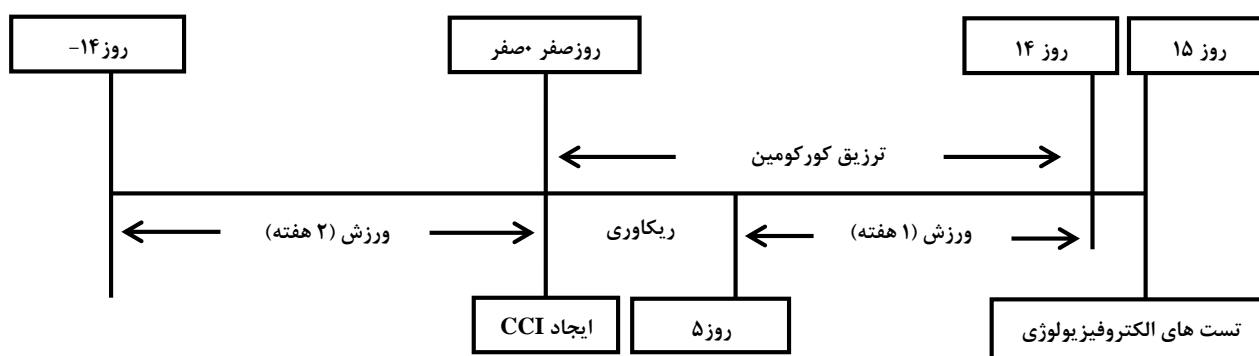 روز۱۴-
روزصفر ۰صفر
روز ۱۴
روز ۱۵
ترزیق کورکومین
ورزش (۲ هفته)
ریکاوری
ورزش (۱ هفته)
ایجاد CCI
روز۵
تست های الکتروفیزیولوژی